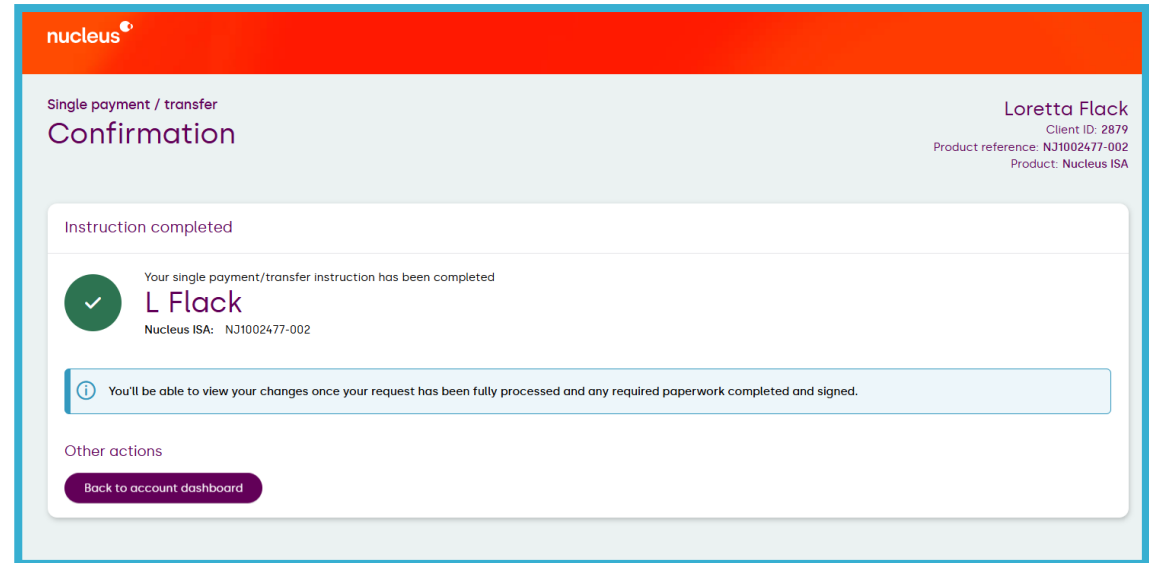 nucleus
Single payment / transfer
Confirmation
Loretta Flack
Client ID: 2879
Product reference: NJ1002477-002
Product: Nucleus ISA
Instruction completed
Your single payment/transfer instruction has been completed
L Flack
Nucleus ISA: NJ1002477-002
You'll be able to view your changes once your request has been fully processed and any required paperwork completed and signed.
Other actions
Back to account dashboard